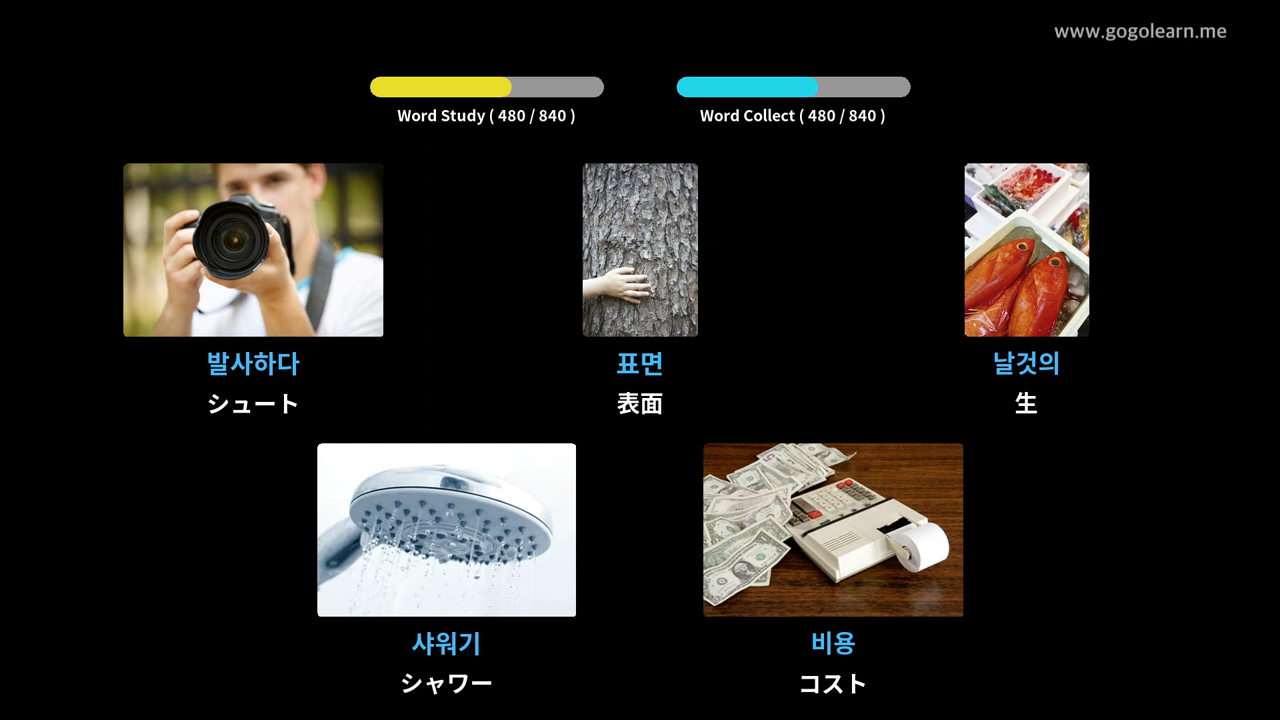 www.gogolearn.me
Word Study ( 480 / 840 )
Word Collect ( 480 / 840 )
발사하다
シュート
표면
表面
날것의
生
샤워기
シャワー
비용
コスト